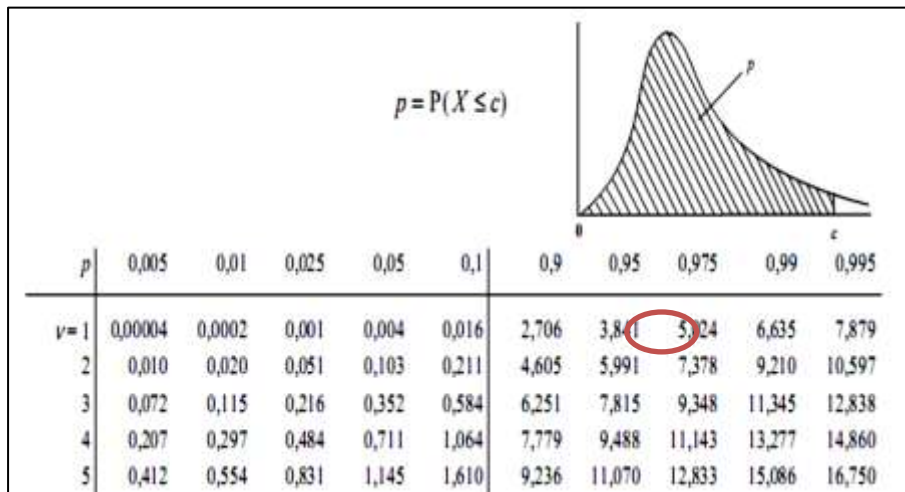 p = P(X ≤ c)
p
0
c
p 0,005 0,01 0,025 0,05 0,1 0,9 0,95 0,975 0,99 0,995
ν = 1 0,00004 0,0002 0,001 0,004 0,016 2,706 3,841 5,024 6,635 7,879
2 0,010 0,020 0,051 0,103 0,211 4,605 5,991 7,378 9,210 10,597
3 0,072 0,115 0,216 0,352 0,584 6,251 7,815 9,348 11,345 12,838
4 0,207 0,297 0,484 0,711 1,064 7,779 9,488 11,143 13,277 14,860
5 0,412 0,554 0,831 1,145 1,610 9,236 11,070 12,833 15,086 16,750